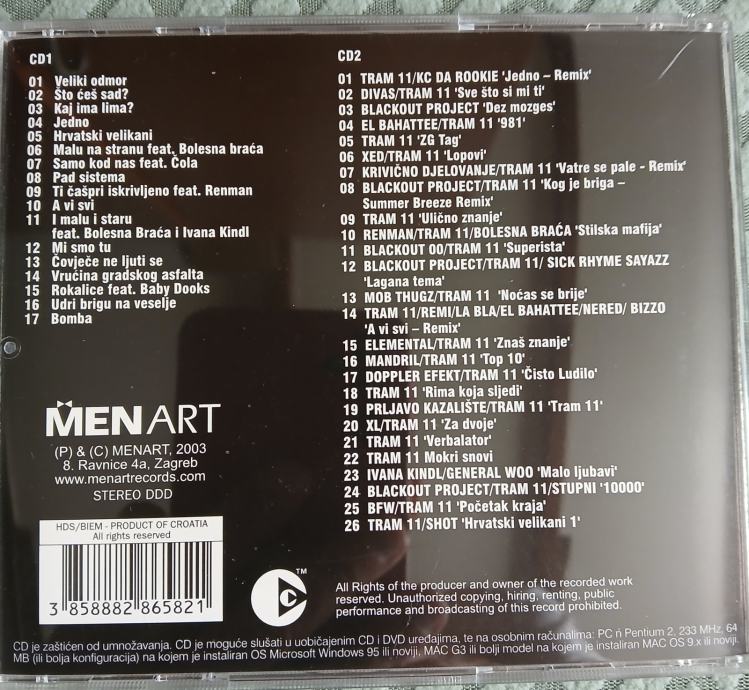 CD1
01 Veliki odmor
02 Što ćeš sad?
03 Kaj ima lima?
04 Jedno
05 Hrvatski velikani
06 Malu na stranu feat. Bolesna braća
07 Samo kod nas feat. Čola
08 Pad sistema
09 Ti čašpri iskrivljeno feat. Renman
10 A vi svi
11 I malu i staru
feat. Bolesna Braća i Ivana Kindl
12 Mi smo tu
13 Čovječe ne ljuti se
14 Vrućina gradskog asfalta
15 Rokalice feat. Baby Dooks
16 Udri brigu na veselje
17 Bomba
CD2
01 TRAM 11/KC DA ROOKIE 'Jedno – Remix'
02 DIVAS/TRAM 11 'Sve što si mi ti'
03 BLACKOUT PROJECT 'Dez mozges'
04 EL BAHATTEE/TRAM 11 '981'
05 TRAM 11 'ZG Tag'
06 XED/TRAM 11 'Lopovi'
07 KRIVIČNO DJELOVANJE/TRAM 11 'Vatre se pale - Remix'
08 BLACKOUT PROJECT/TRAM 11 'Kog je briga –
Summer Breeze Remix'
09 TRAM 11 'Ulično znanje'
10 RENMAN/TRAM 11/BOLESNA BRAĆA 'Stilska mafija'
11 BLACKOUT 00/TRAM 11 'Superista'
12 BLACKOUT PROJECT/TRAM 11/ SICK RHYME SAYAZZ
'Lagana tema'
13 MOB THUGZ/TRAM 11 'Noćas se brije'
14 TRAM 11/REMI/LA BLA/EL BAHATTEE/NERED/ BIZZO
'A vi svi – Remix'
15 ELEMENTAL/TRAM 11 'Znaš znanje'
16 MANDRIL/TRAM 11 'Top 10'
17 DOPPLER EFEKT/TRAM 11 'Čisto Ludilo'
18 TRAM 11 'Rima koja sljedi'
19 PRLJAVO KAZALIŠTE/TRAM 11 'Tram 11'
20 XL/TRAM 11 'Za dvoje'
21 TRAM 11 'Verbalator'
22 TRAM 11 Mokri snovi
23 IVANA KINDL/GENERAL WOO 'Malo ljubavi'
24 BLACKOUT PROJECT/TRAM 11/STUPNI '10000'
25 BFW/TRAM 11 'Početak kraja'
26 TRAM 11/SHOT 'Hrvatski velikani 1'
MENART
(P) & (C) MENART, 2003
8. Ravnice 4a, Zagreb
www.menartrecords.com
STEREO DDD
HDS/BIEM - PRODUCT OF CROATIA
All rights reserved
3 858882 865821
C TM
All Rights of the producer and owner of the recorded work
reserved. Unauthorized copying, hiring, renting, public
performance and broadcasting of this record prohibited.
CD je zaštićen od umnožavanja. CD je moguće slušati u uobičajenim CD i DVD uređajima, te na osobnim računalima: PC ń Pentium 2, 233 MHz, 64
MB (ili bolja konfiguracija) na kojem je instaliran OS Microsoft Windows 95 ili noviji, MAC G3 ili bolji model na kojem je instaliran MAC OS 9.x ili noviji.